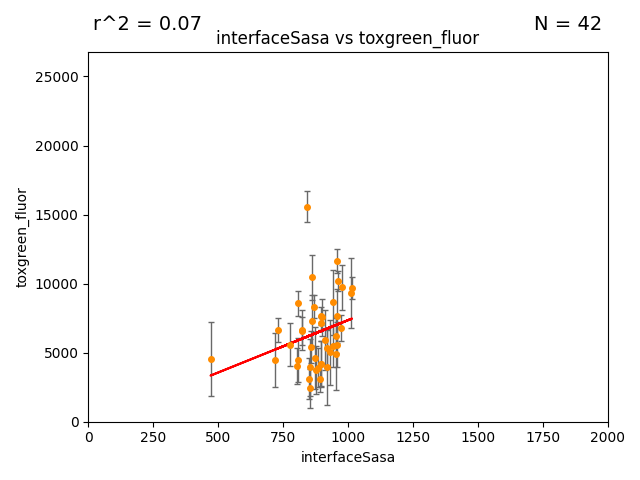 r^2 = 0.07
N = 42
interfaceSasa vs toxgreen_fluor
25000
20000
15000
10000
5000
0
toxgreen_fluor
0 250 500 750 1000 1250 1500 1750 2000
interfaceSasa